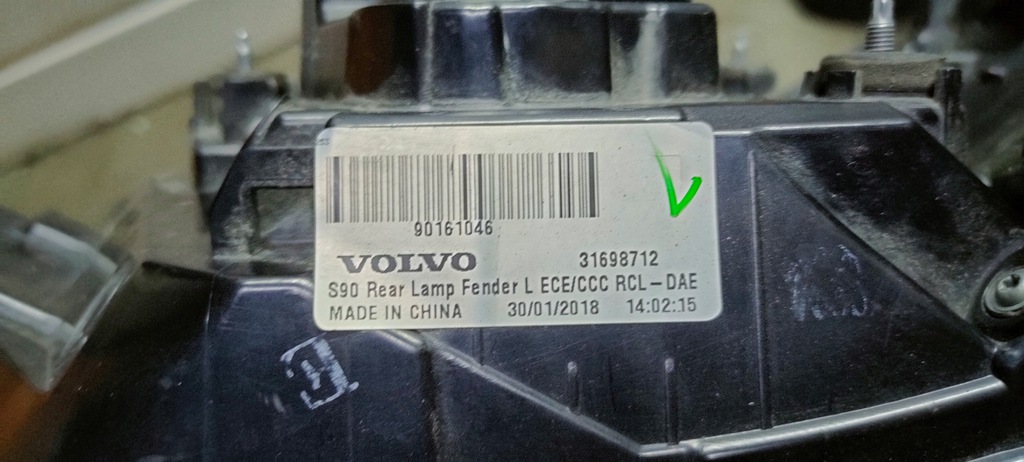 90161046
VOLVO 31698712
S90 Rear Lamp Fender L ECE/CCC RCL-DAE
MADE IN CHINA 30/01/2018 14:02:15